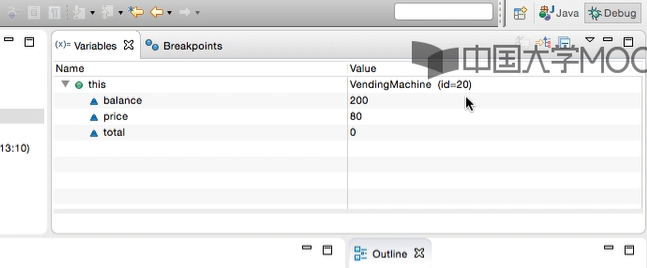 Java Debug
(x)= Variables Breakpoints
中国大学MOO
Name Value
this VendingMachine (id=20)
balance 200
price 80
13:10)
total 0
Outline